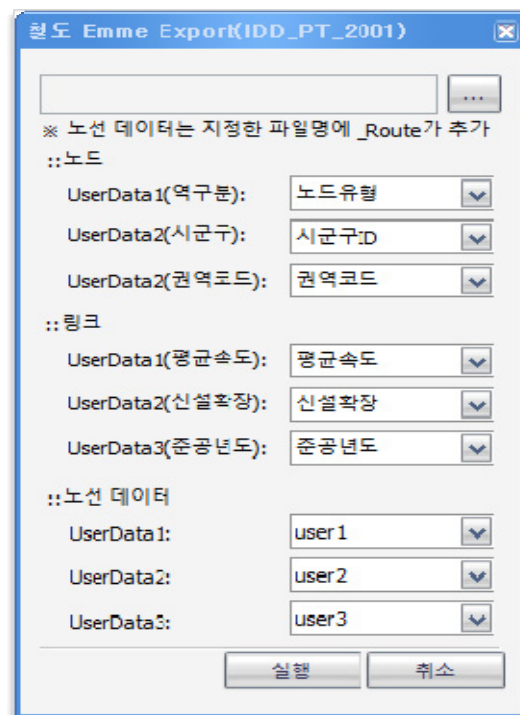 철도 Emme Export(IDD_PT_2001)
...
※ 노선 데이터는 지정한 파일명에 _Route가 추가
::노드
UserData1(역구분): 노드유형
UserData2(시군구): 시군구ID
UserData2(권역코드): 권역코드
::링크
UserData1(평균속도): 평균속도
UserData2(신설확장): 신설확장
UserData3(준공년도): 준공년도
::노선 데이터
UserData1: user1
UserData2: user2
UserData3: user3
실행 취소